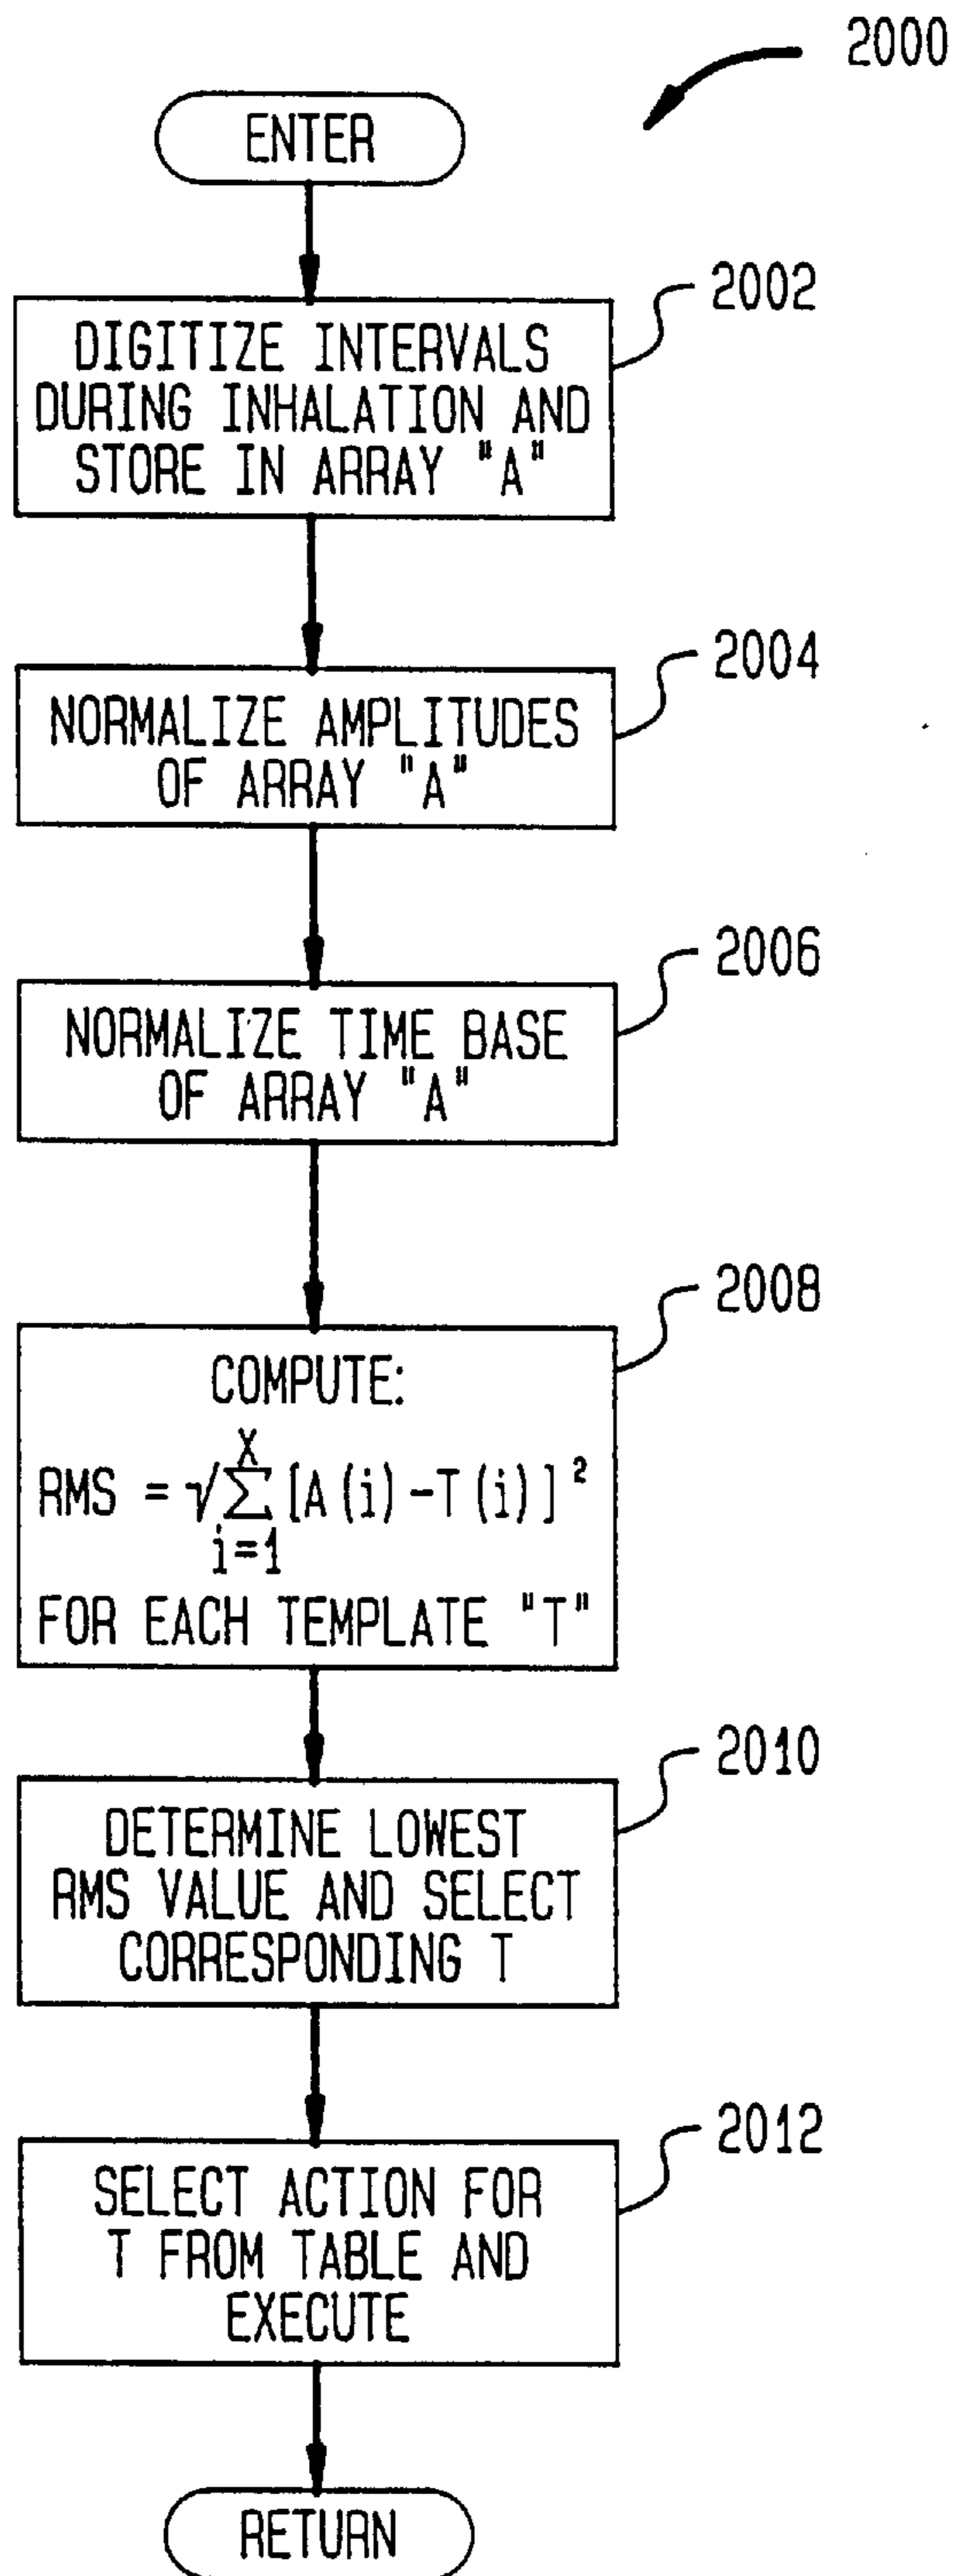 2000
ENTER
2002
DIGITIZE INTERVALS
DURING INHALATION AND
STORE IN ARRAY "A"
2004
NORMALIZE AMPLITUDES
OF ARRAY "A"
2006
NORMALIZE TIME BASE
OF ARRAY "A"
2008
COMPUTE:
RMS = √∑_{i=1}^{X} [A(i)-T(i)]²
FOR EACH TEMPLATE "T"
2010
DETERMINE LOWEST
RMS VALUE AND SELECT
CORRESPONDING T
2012
SELECT ACTION FOR
T FROM TABLE AND
EXECUTE
RETURN